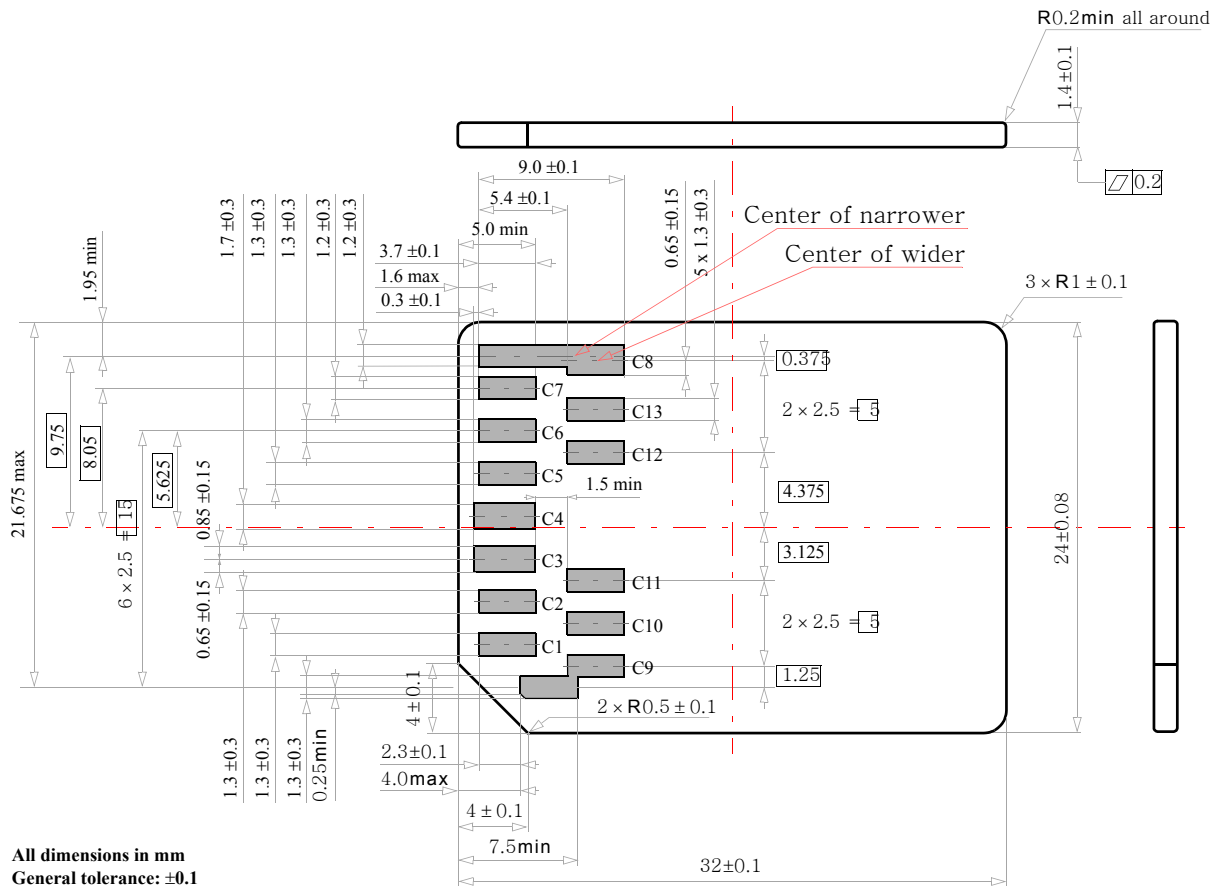 R0.2min all around
1.4±0.1
0.2
9.0 ±0.1
5.4 ±0.1
5.0 min
3.7 ±0.1
1.6 max
0.3 ±0.1
1.95 min
1.7 ±0.3
1.3 ±0.3
1.3 ±0.3
1.2 ±0.3
1.2 ±0.3
0.65 ±0.15
5 x 1.3 ±0.3
Center of narrower
Center of wider
3 × R1 ± 0.1
C8
0.375
C7
C13
2 × 2.5 = 5
C6
C12
C5
1.5 min
4.375
C4
C3
3.125
C11
C2
C10
2 × 2.5 = 5
C1
C9
1.25
21.675 max
9.75
8.05
5.625
6 × 2.5 = 15
0.85 ±0.15
0.65 ±0.15
24±0.08
4 ± 0.1
2 × R0.5 ± 0.1
1.3 ±0.3
1.3 ±0.3
1.3 ±0.3
0.25min
2.3±0.1
4.0max
4 ± 0.1
7.5min
32±0.1
All dimensions in mm
General tolerance: ±0.1